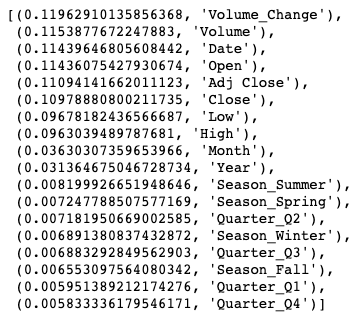 [(0.11962910135856368, 'Volume_Change'),
(0.1153877672247883, 'Volume'),
(0.11439646805608442, 'Date'),
(0.11436075427930674, 'Open'),
(0.11094141662011123, 'Adj Close'),
(0.10978880800211735, 'Close'),
(0.09678182436566687, 'Low'),
(0.0963039489787681, 'High'),
(0.03630307359653966, 'Month'),
(0.031364675046728734, 'Year'),
(0.008199926651948646, 'Season_Summer'),
(0.007247788507577169, 'Season_Spring'),
(0.007181950669002585, 'Quarter_Q2'),
(0.006891380837432872, 'Season_Winter'),
(0.006883292849562903, 'Quarter_Q3'),
(0.006553097564080342, 'Season_Fall'),
(0.005951389212174276, 'Quarter_Q1'),
(0.005833336179546171, 'Quarter_Q4')]